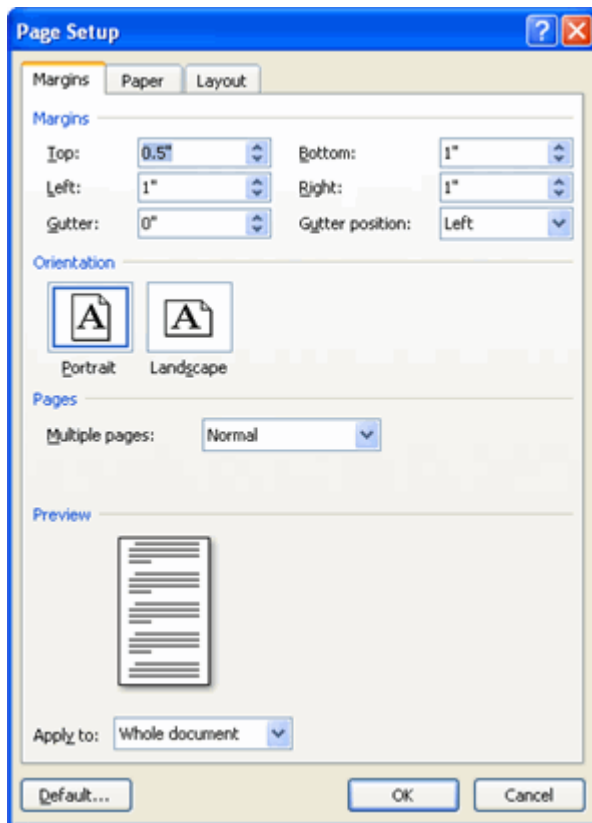 Page Setup
Margins Paper Layout
Margins
Top: 0.5" Bottom: 1"
Left: 1" Right: 1"
Gutter: 0" Gutter position: Left
Orientation
A A
Portrait Landscape
Pages
Multiple pages: Normal
Preview
Apply to: Whole document
Default... OK Cancel